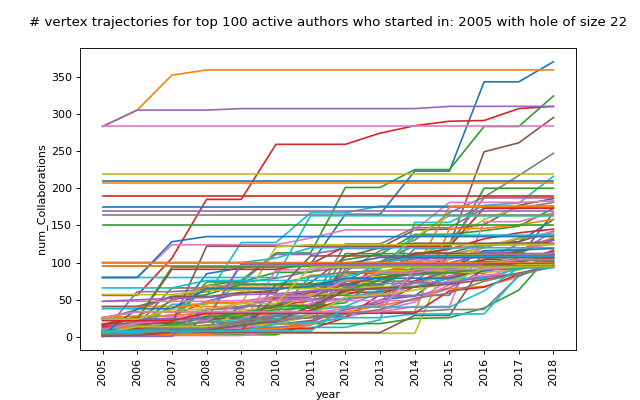 # vertex trajectories for top 100 active authors who started in: 2005 with hole of size 22
num_Collaborations
350
300
250
200
150
100
50
0
2005 2006 2007 2008 2009 2010 2011 2012 2013 2014 2015 2016 2017 2018
year